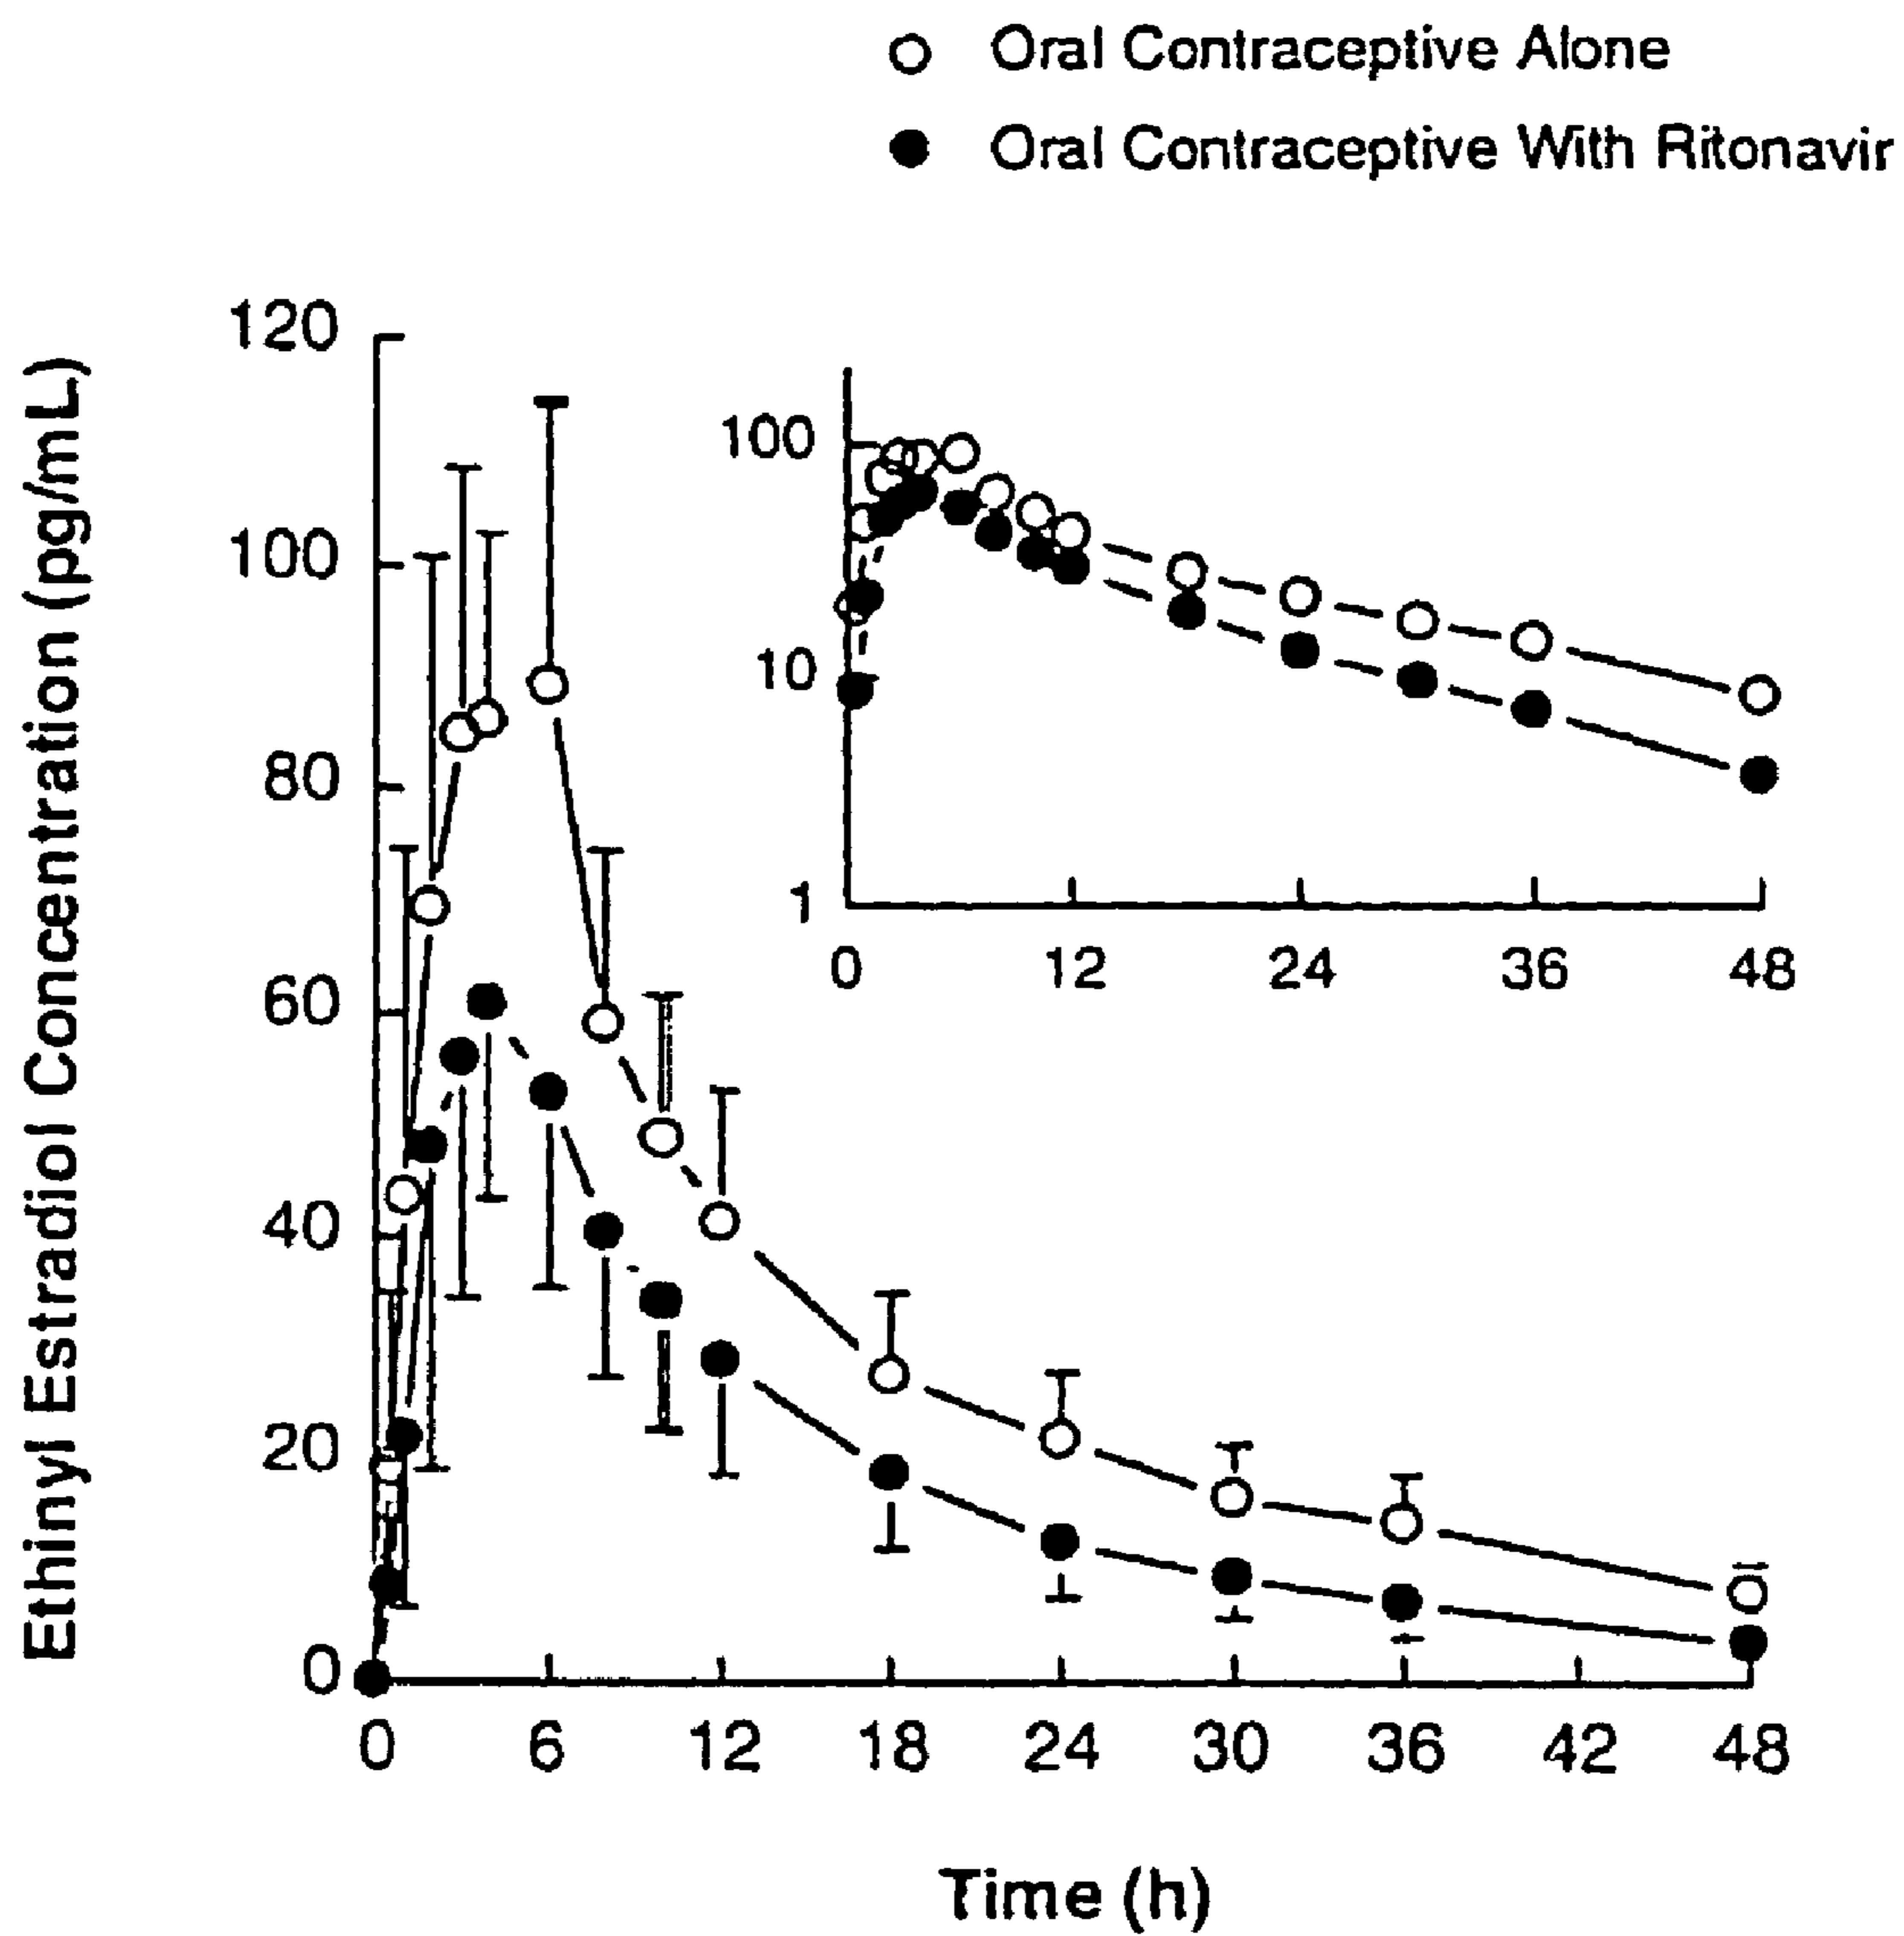 Oral Contraceptive Alone
Oral Contraceptive With Ritonavir
Ethinyl Estradiol Concentration (pg/mL)
120
100
80
60
40
20
0
0 6 12 18 24 30 36 42 48
Time (h)
100
10
1
0 12 24 36 48